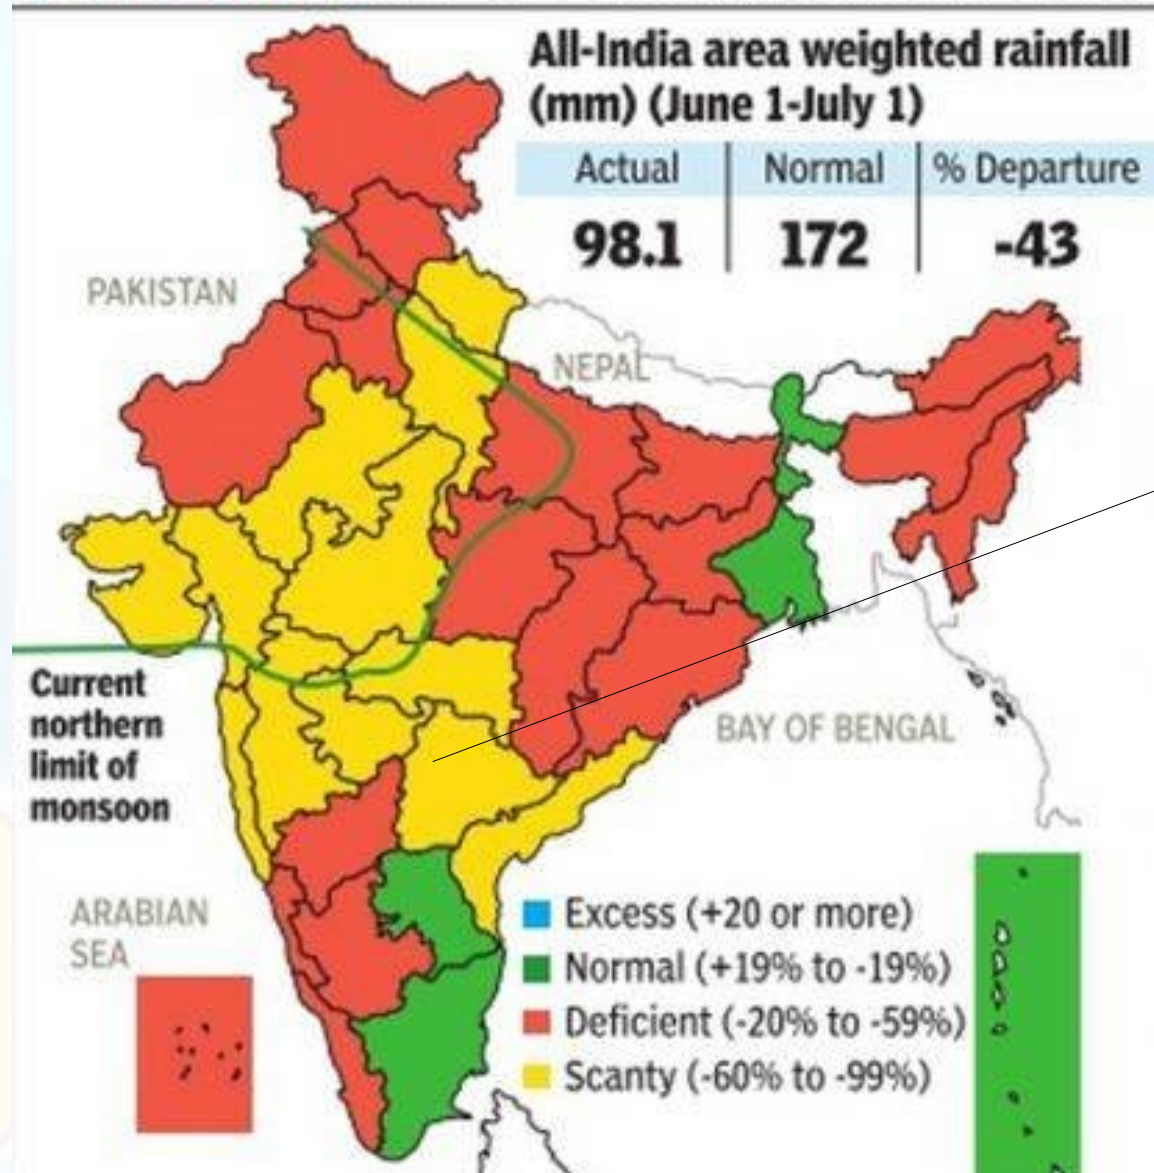 All-India area weighted rainfall
(mm) (June 1-July 1)
Actual Normal % Departure
98.1 172 -43
PAKISTAN
NEPAL
Current
northern
limit of
monsoon
BAY OF BENGAL
ARABIAN
SEA
Excess (+20 or more)
Normal (+19% to -19%)
Deficient (-20% to -59%)
Scanty (-60% to -99%)